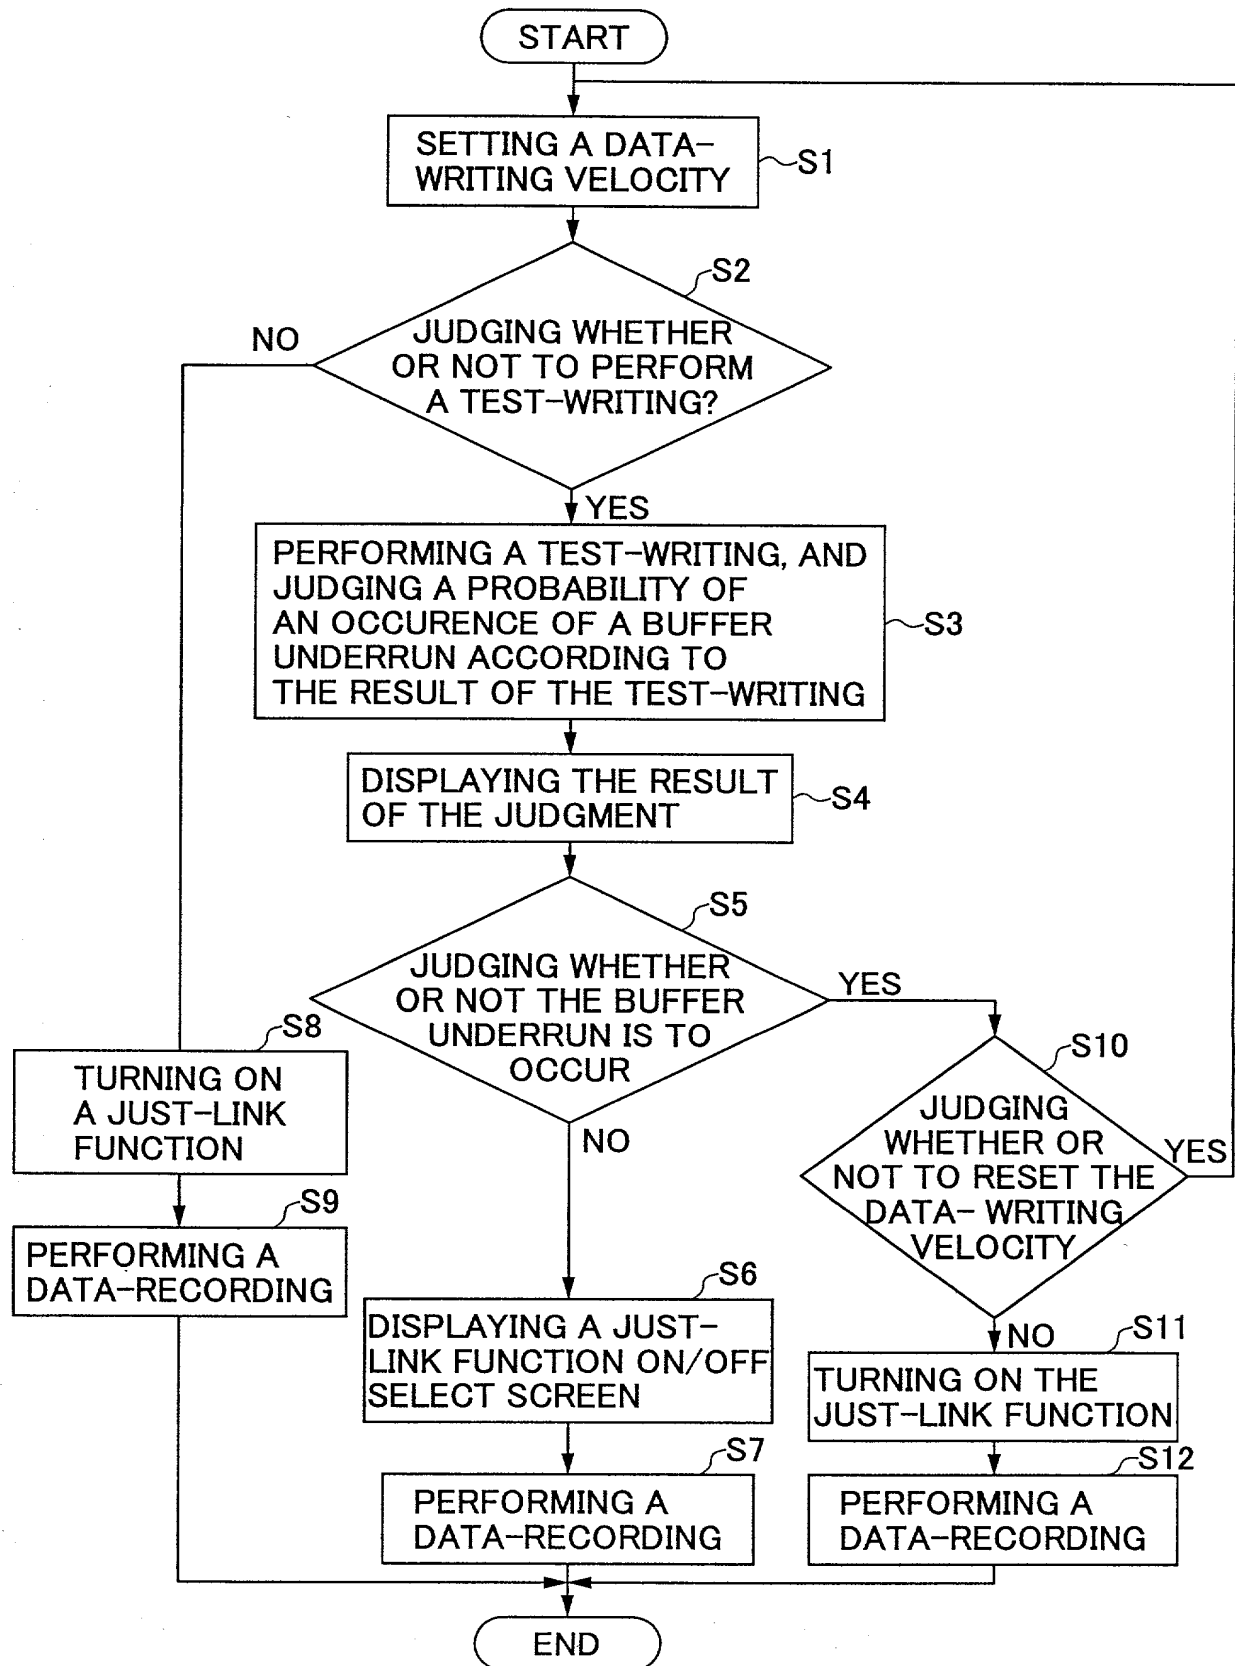 START
SETTING A DATA-
WRITING VELOCITY
S1
S2
JUDGING WHETHER
OR NOT TO PERFORM
A TEST-WRITING?
NO
YES
PERFORMING A TEST-WRITING, AND
JUDGING A PROBABILITY OF
AN OCCURENCE OF A BUFFER
UNDERRUN ACCORDING TO
THE RESULT OF THE TEST-WRITING
S3
DISPLAYING THE RESULT
OF THE JUDGMENT
S4
S5
JUDGING WHETHER
OR NOT THE BUFFER
UNDERRUN IS TO
OCCUR
YES
NO
S8
TURNING ON
A JUST-LINK
FUNCTION
S9
PERFORMING A
DATA-RECORDING
S10
JUDGING
WHETHER OR
NOT TO RESET THE
DATA- WRITING
VELOCITY
YES
NO
S6
DISPLAYING A JUST-
LINK FUNCTION ON/OFF
SELECT SCREEN
S7
PERFORMING A
DATA-RECORDING
S11
TURNING ON THE
JUST-LINK FUNCTION
S12
PERFORMING A
DATA-RECORDING
END